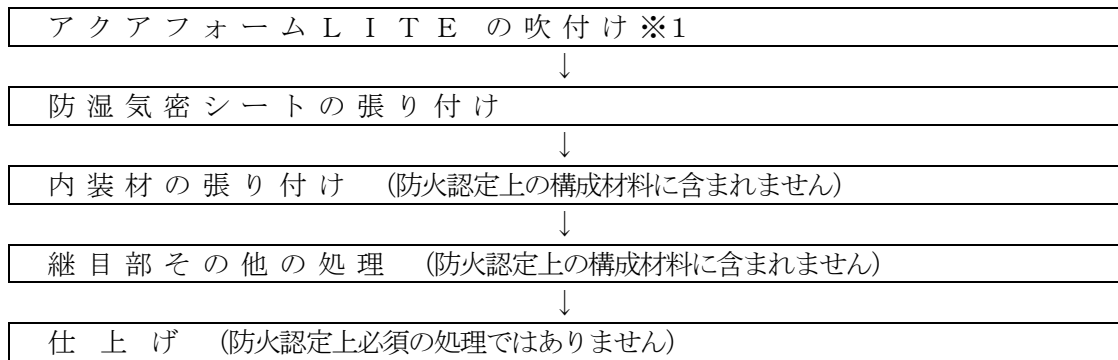 アクアフォームLITE の吹付け※1
↓
防湿気密シートの張り付け
↓
内装材の張り付け (防火認定上の構成材料に含まれません)
↓
継目部その他の処理 (防火認定上の構成材料に含まれません)
↓
仕上げ (防火認定上必須の処理ではありません)